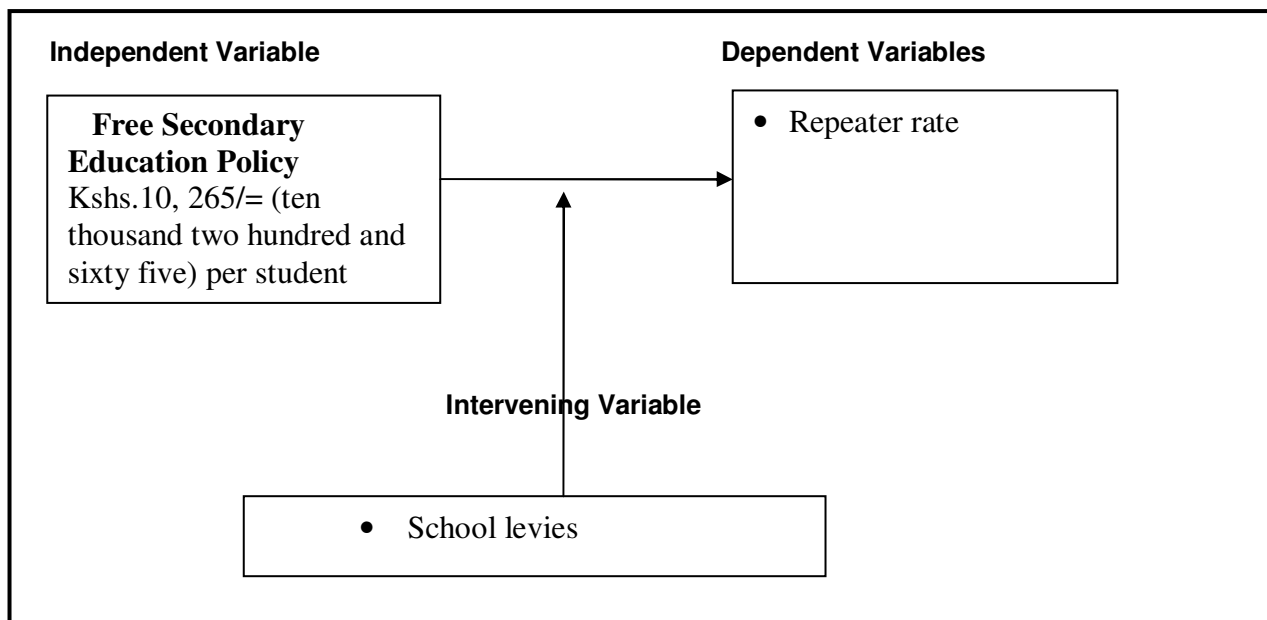 Independent Variable
Dependent Variables
Free Secondary
Education Policy
Kshs.10, 265/= (ten
thousand two hundred and
sixty five) per student
• Repeater rate
Intervening Variable
• School levies